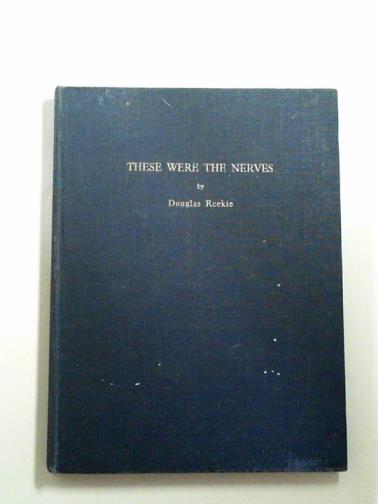 THESE WERE THE NERVES
by
Douglas Reekie